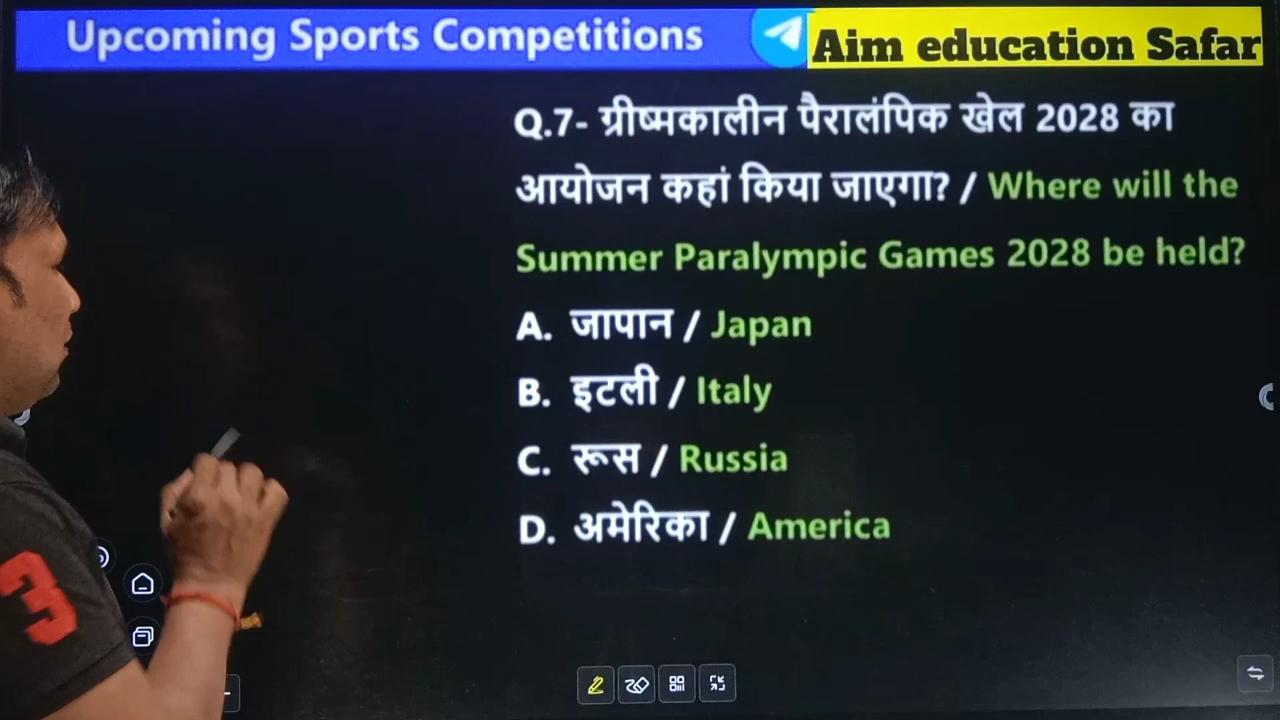 Upcoming Sports Competitions
Aim education Safar
Q.7- ग्रीष्मकालीन पैरालंपिक खेल 2028 का
आयोजन कहां किया जाएगा? / Where will the
Summer Paralympic Games 2028 be held?
A. जापान / Japan
B. इटली / Italy
C. रूस / Russia
D. अमेरिका / America
3